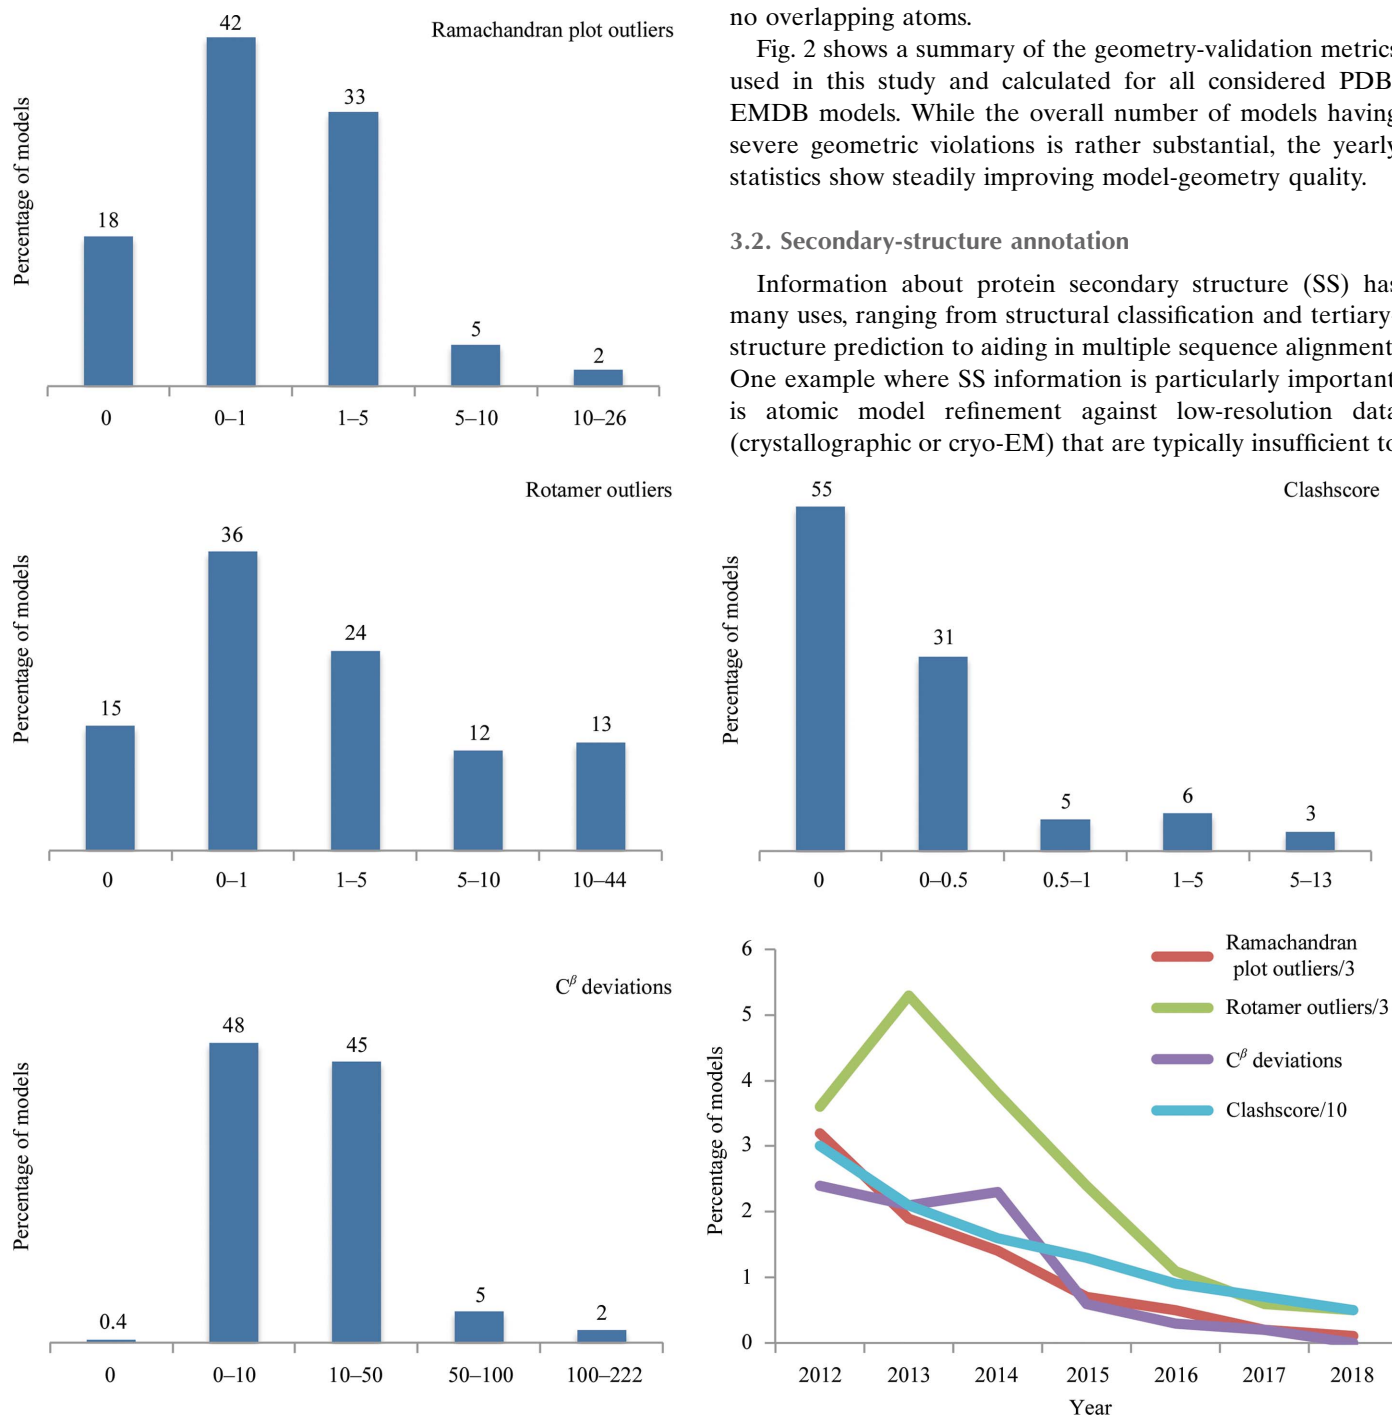 Ramachandran plot outliers
Percentage of models
42
33
18
5
2
0 0–1 1–5 5–10 10–26
no overlapping atoms.
Fig. 2 shows a summary of the geometry-validation metrics
used in this study and calculated for all considered PDB
EMDB models. While the overall number of models having
severe geometric violations is rather substantial, the yearly
statistics show steadily improving model-geometry quality.
3.2. Secondary-structure annotation
Information about protein secondary structure (SS) has
many uses, ranging from structural classification and tertiary
structure prediction to aiding in multiple sequence alignment
One example where SS information is particularly important
is atomic model refinement against low-resolution data
(crystallographic or cryo-EM) that are typically insufficient to
Rotamer outliers
Percentage of models
15
36
24
12
13
0 0–1 1–5 5–10 10–44
Clashscore
Percentage of models
55
31
5
6
3
0 0–0.5 0.5–1 1–5 5–13
Cβ deviations
Percentage of models
0.4
48
45
5
2
0 0–10 10–50 50–100 100–222
Percentage of models
6
5
4
3
2
1
0
Ramachandran
plot outliers/3
Rotamer outliers/3
Cβ deviations
Clashscore/10
2012 2013 2014 2015 2016 2017 2018
Year